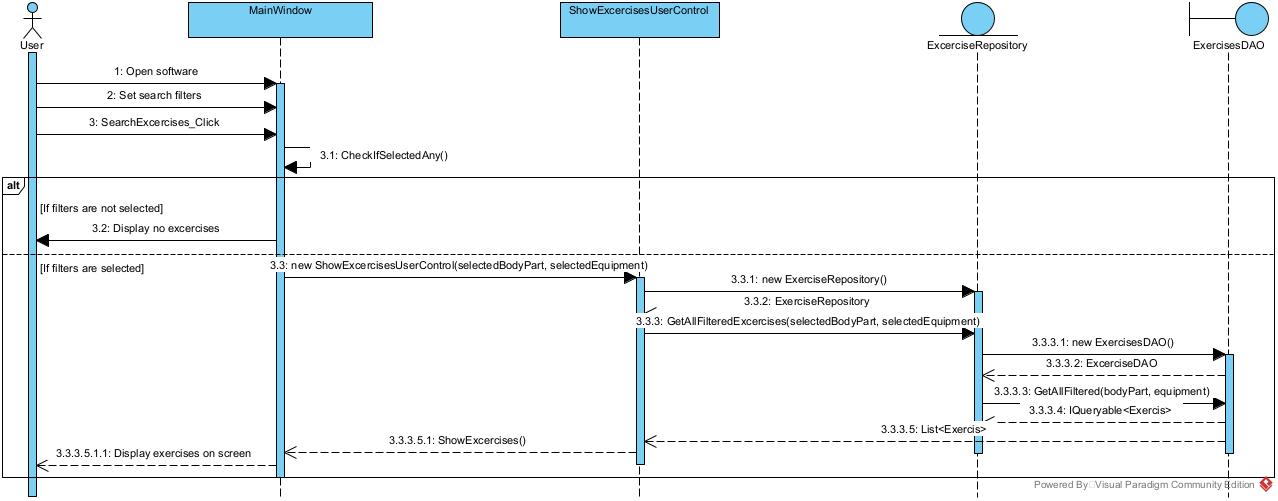 User
MainWindow
ShowExcercisesUserControl
ExcerciseRepository
ExercisesDAO
1: Open software
2: Set search filters
3: SearchExcercises_Click
3.1: CheckIfSelectedAny()
alt
[If filters are not selected]
3.2: Display no excercises
[If filters are selected]
3.3: new ShowExcercisesUserControl(selectedBodyPart, selectedEquipment)
3.3.1: new ExerciseRepository()
3.3.2: ExerciseRepository
3.3.3: GetAllFilteredExcercises(selectedBodyPart, selectedEquipment)
3.3.3.1: new ExercisesDAO()
3.3.3.2: ExcerciseDAO
3.3.3.3: GetAllFiltered(bodyPart, equipment)
3.3.3.4: IQueryable<Exercis>
3.3.3.5: List<Exercis>
3.3.3.5.1: ShowExcercises()
3.3.3.5.1.1: Display exercises on screen
Powered By Visual Paradigm Community Edition